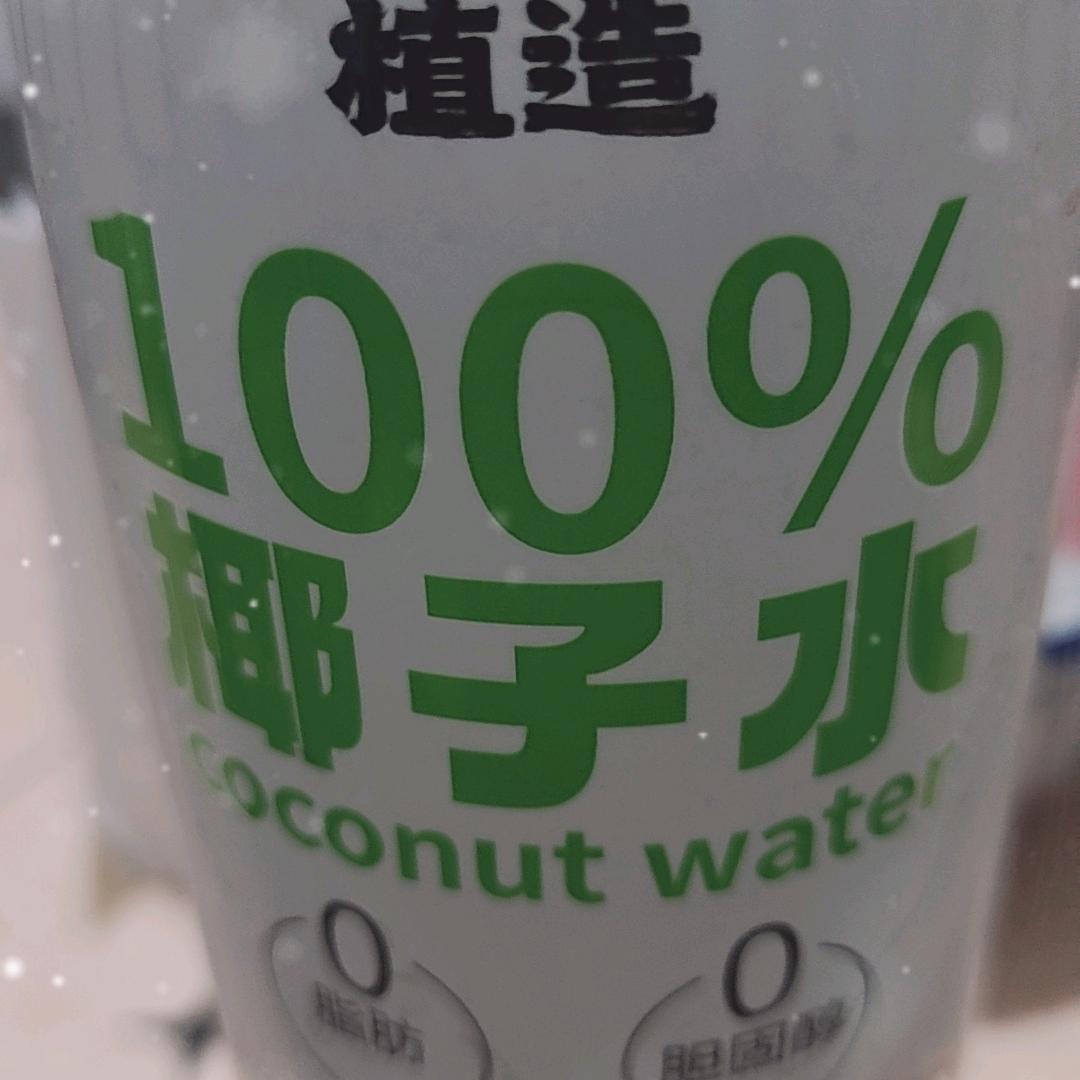 植造
100%
椰子水
coconut water
0 0
脂肪 胆固醇